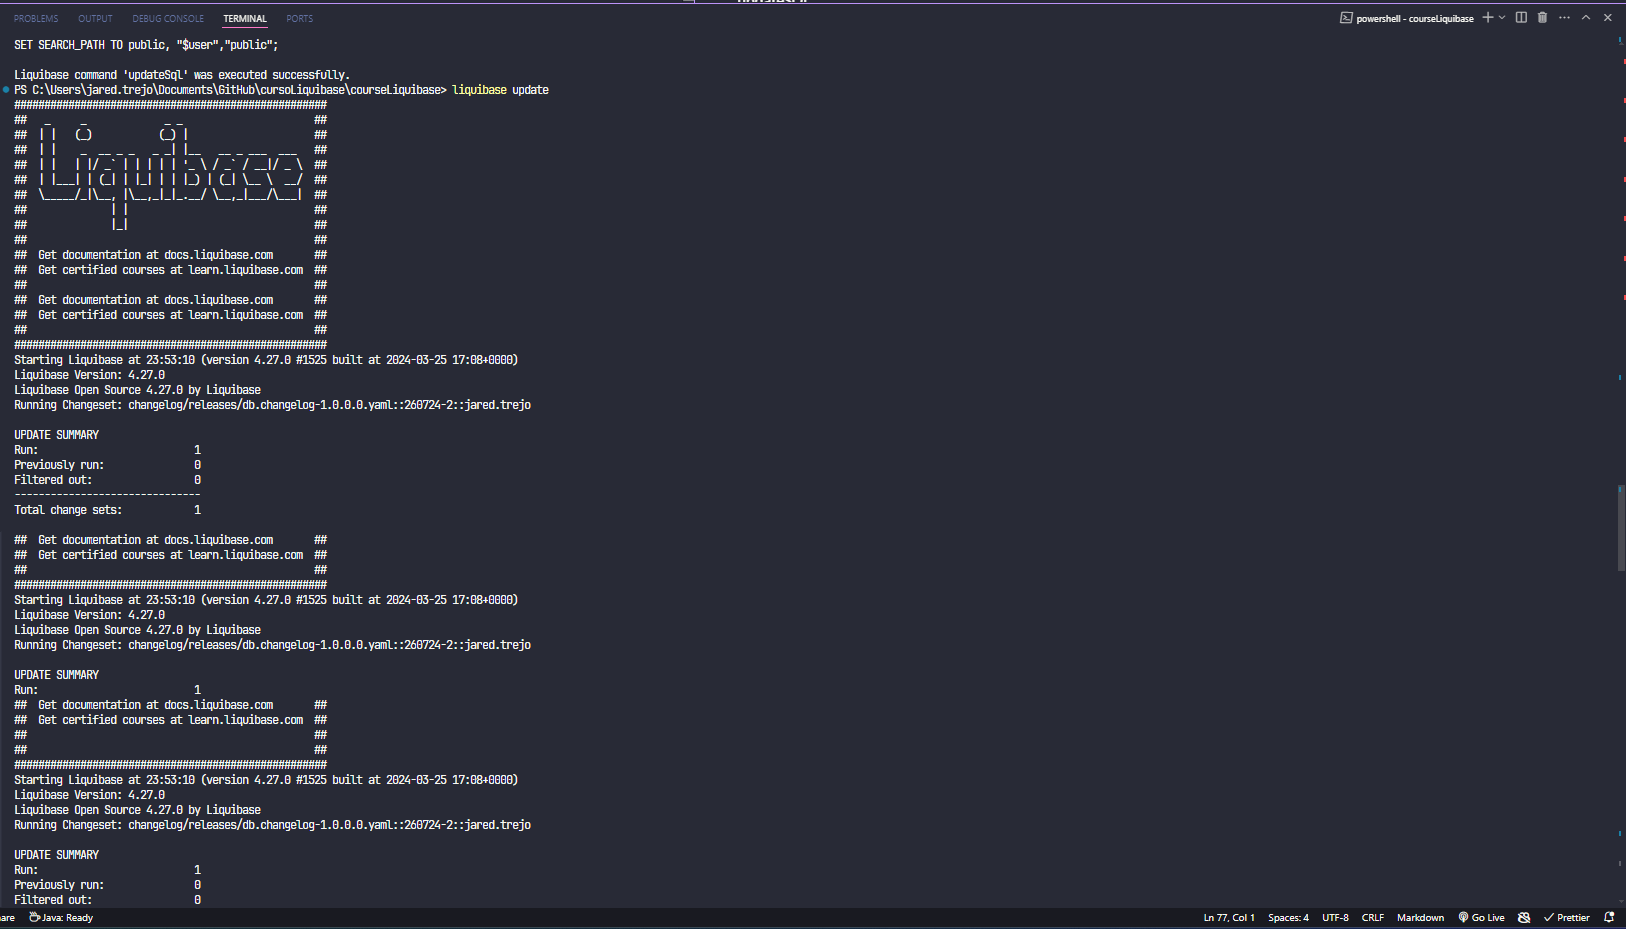 PROBLEMS OUTPUT DEBUG CONSOLE TERMINAL PORTS powershell - courseLiquibase
SET SEARCH_PATH TO public, "$user","public";
Liquibase command 'updateSql' was executed successfully.
PS C:\Users\jared.trejo\Documents\GitHub\cursoLiquibase\courseLiquibase> liquibase update
####################################################
## _ _ _ _ ##
## | | (_) (_) | ##
## | | _ __ _ _ _ _| |__ __ _ ___ ___ ##
## | | | |/ _` | | | | | '_ \ / _` / __|/ _ \ ##
## | |___| | (_| | |_| | | |_) | (_| \__ \ __/ ##
## \_____/_|\__, |\__,_|_|_.__/ \__,_|___/\___| ##
## | | ##
## |_| ##
## ##
## Get documentation at docs.liquibase.com ##
## Get certified courses at learn.liquibase.com ##
## ##
## Get documentation at docs.liquibase.com ##
## Get certified courses at learn.liquibase.com ##
## ##
####################################################
Starting Liquibase at 23:53:10 (version 4.27.0 #1525 built at 2024-03-25 17:08+0000)
Liquibase Version: 4.27.0
Liquibase Open Source 4.27.0 by Liquibase
Running Changeset: changelog/releases/db.changelog-1.0.0.0.yaml::260724-2::jared.trejo
UPDATE SUMMARY
Run: 1
Previously run: 0
Filtered out: 0
-------------------------------
Total change sets: 1
## Get documentation at docs.liquibase.com ##
## Get certified courses at learn.liquibase.com ##
## ##
####################################################
Starting Liquibase at 23:53:10 (version 4.27.0 #1525 built at 2024-03-25 17:08+0000)
Liquibase Version: 4.27.0
Liquibase Open Source 4.27.0 by Liquibase
Running Changeset: changelog/releases/db.changelog-1.0.0.0.yaml::260724-2::jared.trejo
UPDATE SUMMARY
Run: 1
## Get documentation at docs.liquibase.com ##
## Get certified courses at learn.liquibase.com ##
## ##
## ##
####################################################
Starting Liquibase at 23:53:10 (version 4.27.0 #1525 built at 2024-03-25 17:08+0000)
Liquibase Version: 4.27.0
Liquibase Open Source 4.27.0 by Liquibase
Running Changeset: changelog/releases/db.changelog-1.0.0.0.yaml::260724-2::jared.trejo
UPDATE SUMMARY
Run: 1
Previously run: 0
Filtered out: 0
are Java: Ready Ln 77, Col 1 Spaces: 4 UTF-8 CRLF Markdown Go Live Prettier